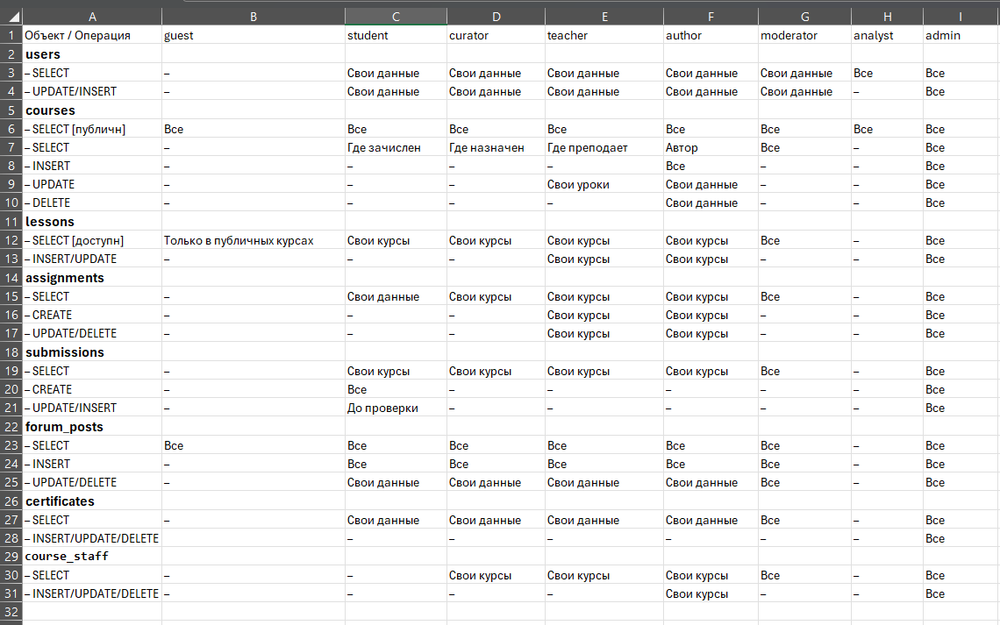 A B C D E F G H I
1 Объект / Операция guest student curator teacher author moderator analyst admin
2 users
3 – SELECT – Свои данные Свои данные Свои данные Свои данные Свои данные Все Все
4 – UPDATE/INSERT – Свои данные Свои данные Свои данные Свои данные Свои данные – Все
5 courses
6 – SELECT [публичн] Все Все Все Все Все Все Все Все
7 – SELECT – Где зачислен Где назначен Где преподает Автор Все – Все
8 – INSERT – – – – Все – – Все
9 – UPDATE – – – Свои уроки Свои данные – – Все
10 – DELETE – – – – Свои данные – – Все
11 lessons
12 – SELECT [доступн] Только в публичных курсах Свои курсы Свои курсы Свои курсы Свои курсы Все – Все
13 – INSERT/UPDATE – – – Свои курсы Свои курсы – – Все
14 assignments
15 – SELECT – Свои данные Свои курсы Свои курсы Свои курсы Все – Все
16 – CREATE – – – Свои курсы Свои курсы – – Все
17 – UPDATE/DELETE – – – Свои курсы Свои курсы – – Все
18 submissions
19 – SELECT – Свои курсы Свои курсы Свои курсы Свои курсы Все – Все
20 – CREATE – Все – – – – – Все
21 – UPDATE/INSERT – До проверки – – – – – Все
22 forum_posts
23 – SELECT Все Все Все Все Все Все – Все
24 – INSERT – Все Все Все Все Все – Все
25 – UPDATE/DELETE – Свои данные Свои данные Свои данные Свои данные Все – Все
26 certificates
27 – SELECT – Свои данные Свои данные Свои данные Свои данные Все – Все
28 – INSERT/UPDATE/DELETE – – – – – – – Все
29 course_staff
30 – SELECT – – Свои курсы Свои курсы Свои курсы Все – Все
31 – INSERT/UPDATE/DELETE – – – – Свои курсы – – Все
32